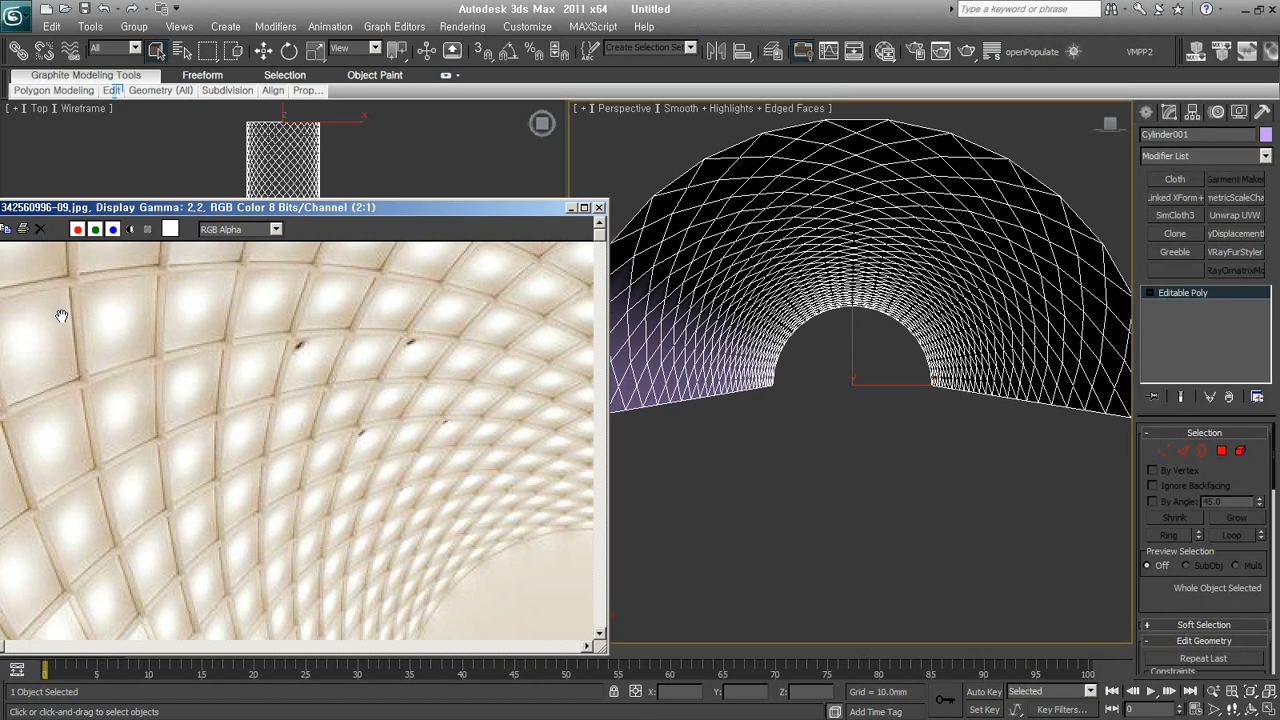 Autodesk 3ds Max 2011 x64 Untitled
Type a keyword or phrase
Edit Tools Group Views Create Modifiers Animation Graph Editors Rendering Customize MAXScript Help
All View Create Selection Set openPopulate VMPP2
Graphite Modeling Tools Freeform Selection Object Paint
Polygon Modeling Edit Geometry (All) Subdivision Align Prop...
[ + ] Top ] Wireframe ]
[ + ] Perspective ] Smooth + Highlights + Edged Faces ]
x
Cylinder001
Modifier List
Cloth Garment Maker
Linked XForm+ metricScaleCha
SimCloth3 Unwrap UVW
Clone yDisplacement
Greeble VRayFurStyler
RayOrnatrixMo
342560996-09.jpg, Display Gamma: 2,2, RGB Color 8 Bits/Channel (2:1)
RGB Alpha
Editable Poly
- Selection
By Vertex
Ignore Backfacing
By Angle: 45.0
Shrink Grow
Ring Loop
Preview Selection
Off SubObj Multi
Whole Object Selected
+ Soft Selection
- Edit Geometry
Repeat Last
Constraints
0 5 10 15 20 25 30 35 40 45 50 55 60 65 70 75 80 85 90 95 100
1 Object Selected X: Y: Z: Grid = 10.0mm Auto Key Selected
Click or click-and-drag to select objects Add Time Tag Set Key Key Filters... 0